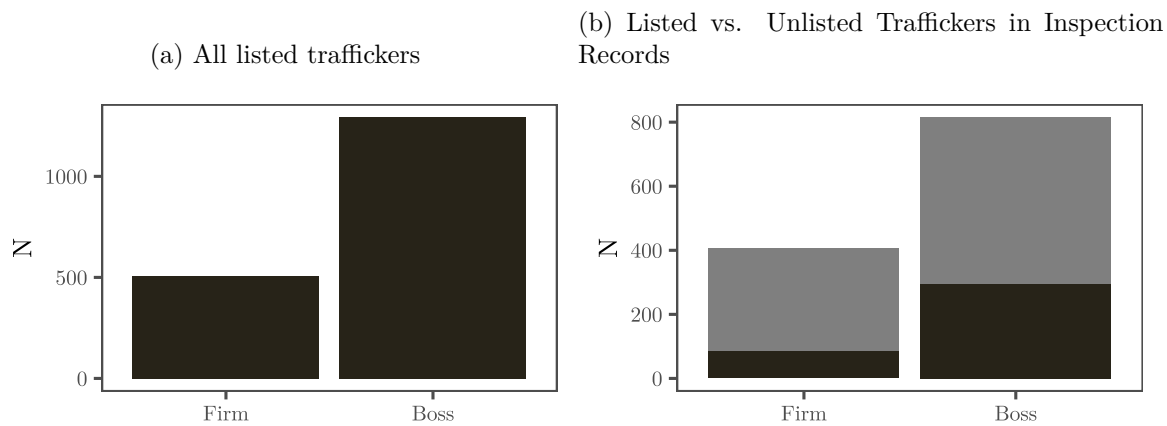 (a) All listed traffickers
N
1000
500
0
Firm Boss
(b) Listed vs. Unlisted Traffickers in Inspection
Records
N
800
600
400
200
0
Firm Boss